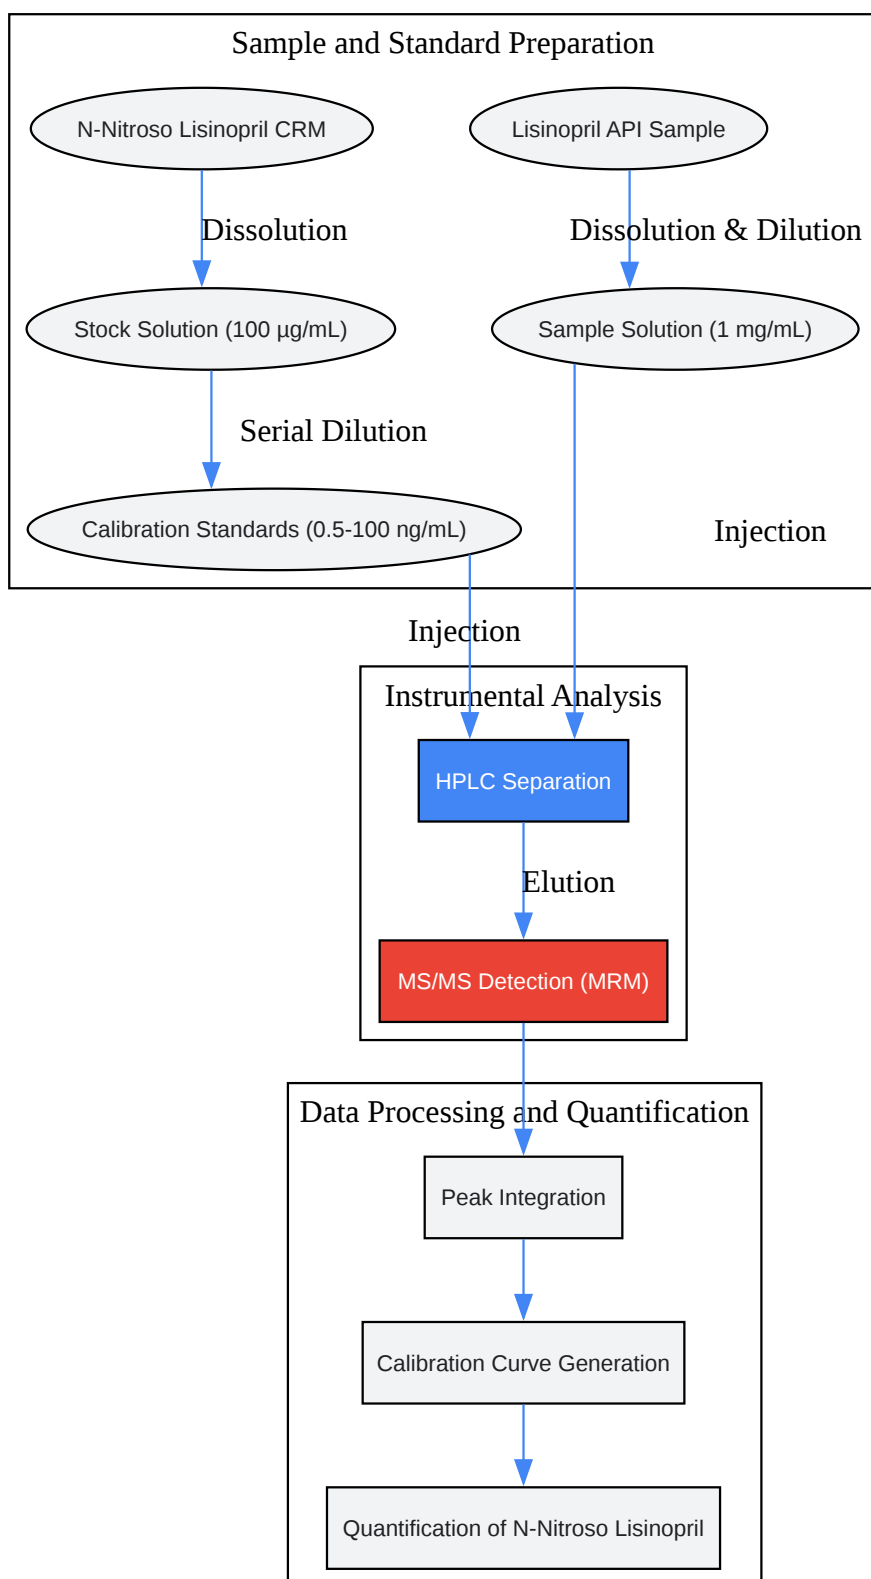 Sample and Standard Preparation
N-Nitroso Lisinopril CRM
Lisinopril API Sample
Dissolution
Dissolution & Dilution
Stock Solution (100 µg/mL)
Sample Solution (1 mg/mL)
Serial Dilution
Calibration Standards (0.5-100 ng/mL)
Injection
Injection
Instrumental Analysis
HPLC Separation
Elution
MS/MS Detection (MRM)
Data Processing and Quantification
Peak Integration
Calibration Curve Generation
Quantification of N-Nitroso Lisinopril